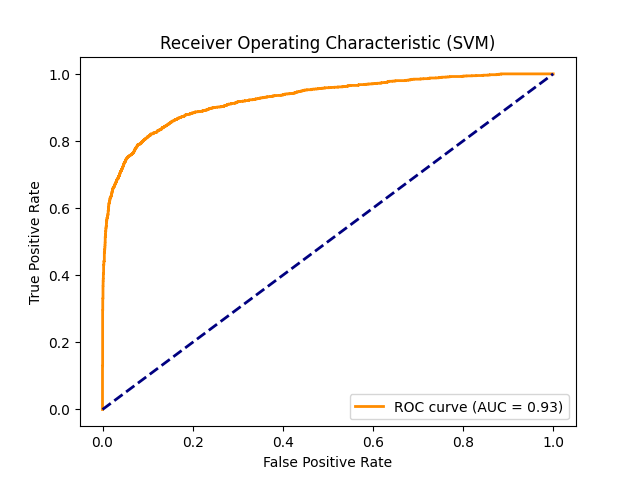 Receiver Operating Characteristic (SVM)
1.0
0.8
0.6
0.4
0.2
0.0
True Positive Rate
ROC curve (AUC = 0.93)
0.0 0.2 0.4 0.6 0.8 1.0
False Positive Rate